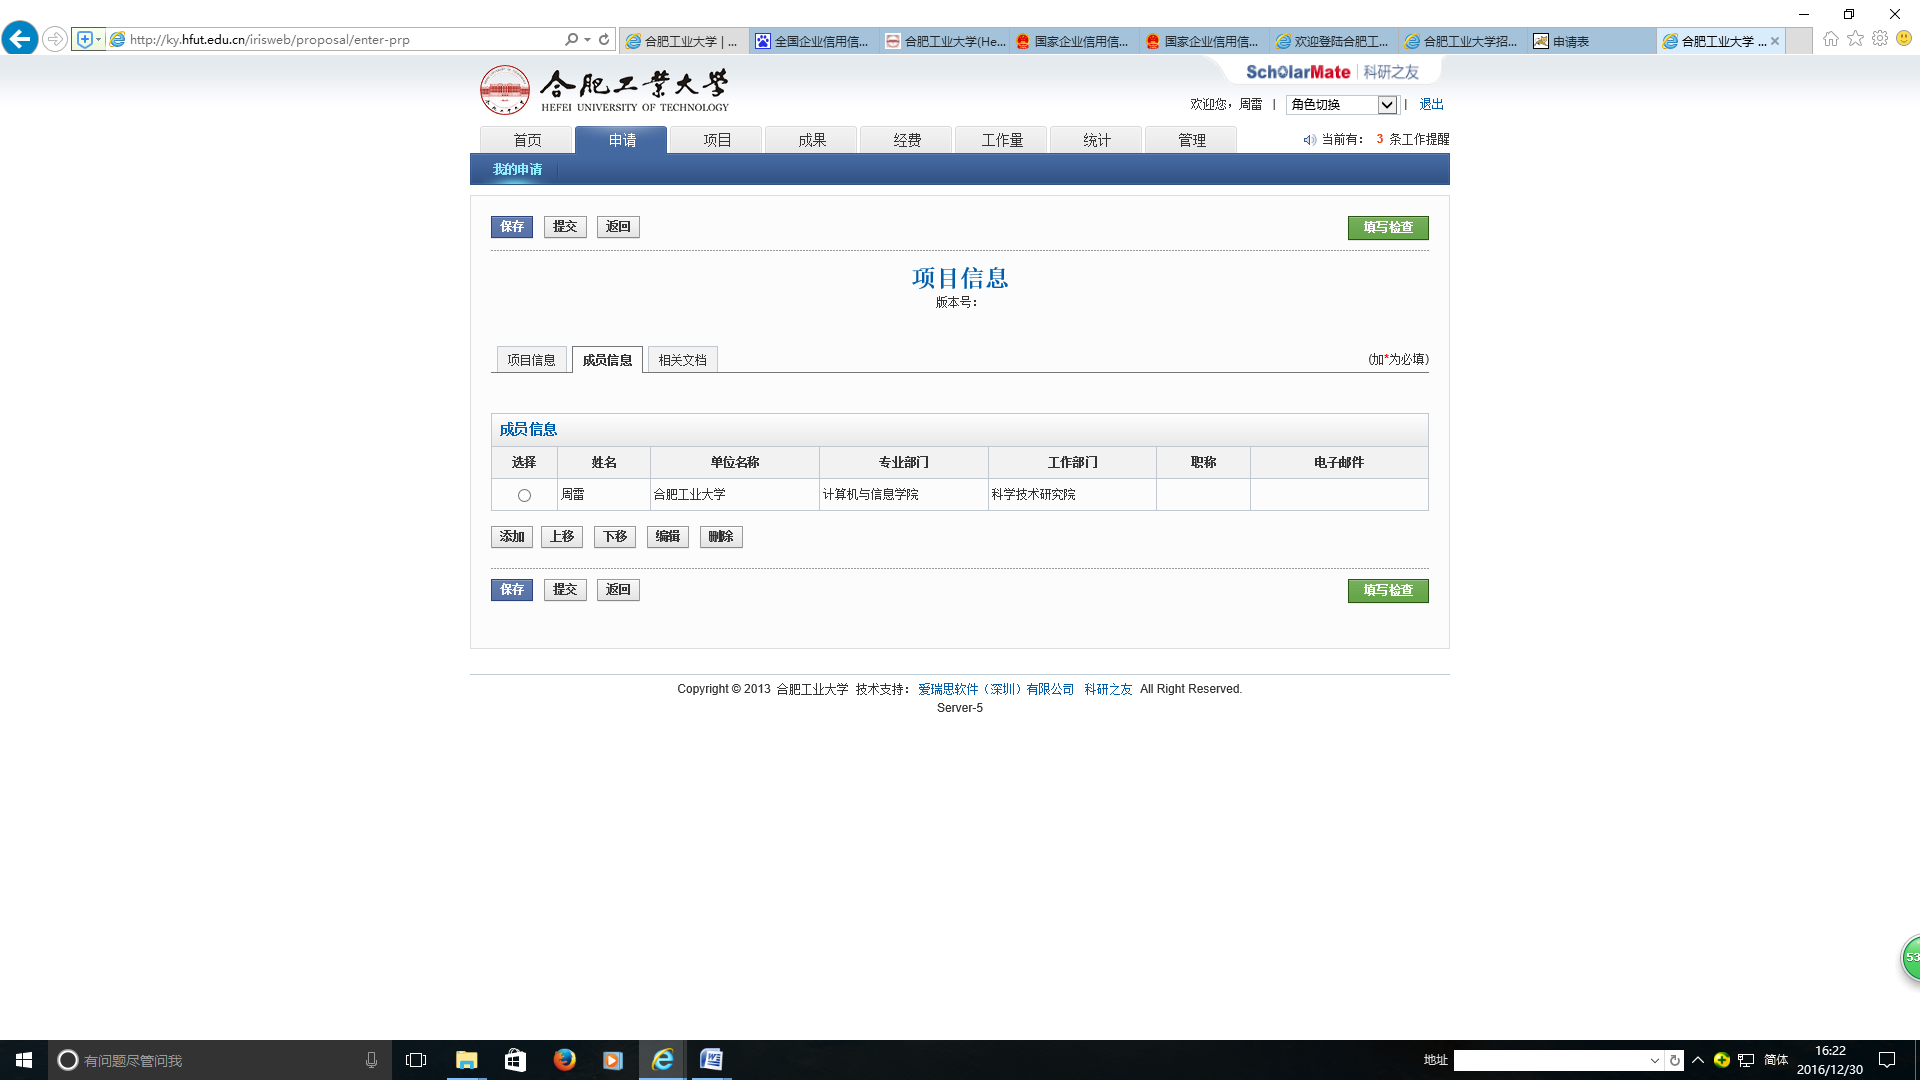 http://ky.hfut.edu.cn/irisweb/proposal/enter-prp
合肥工业大学 | ...
全国企业信用信...
合肥工业大学(He...
国家企业信用信...
国家企业信用信...
欢迎登陆合肥工...
合肥工业大学招...
申请表
合肥工业大学 ...
合肥工業大學
HEFEI UNIVERSITY OF TECHNOLOGY
ScholarMate | 科研之友
欢迎您，周雷 | 角色切换 | 退出
首页 申请 项目 成果 经费 工作量 统计 管理
当前有： 3 条工作提醒
我的申请
保存 提交 返回 填写检查
项目信息
版本号：
项目信息 成员信息 相关文档 (加*为必填)
成员信息
选择 姓名 单位名称 专业部门 工作部门 职称 电子邮件
周雷 合肥工业大学 计算机与信息学院 科学技术研究院
添加 上移 下移 编辑 删除
保存 提交 返回 填写检查
Copyright © 2013 合肥工业大学 技术支持： 爱瑞思软件（深圳）有限公司 科研之友 All Right Reserved.
Server-5
53
有问题尽管问我
地址
简体
16:22
2016/12/30